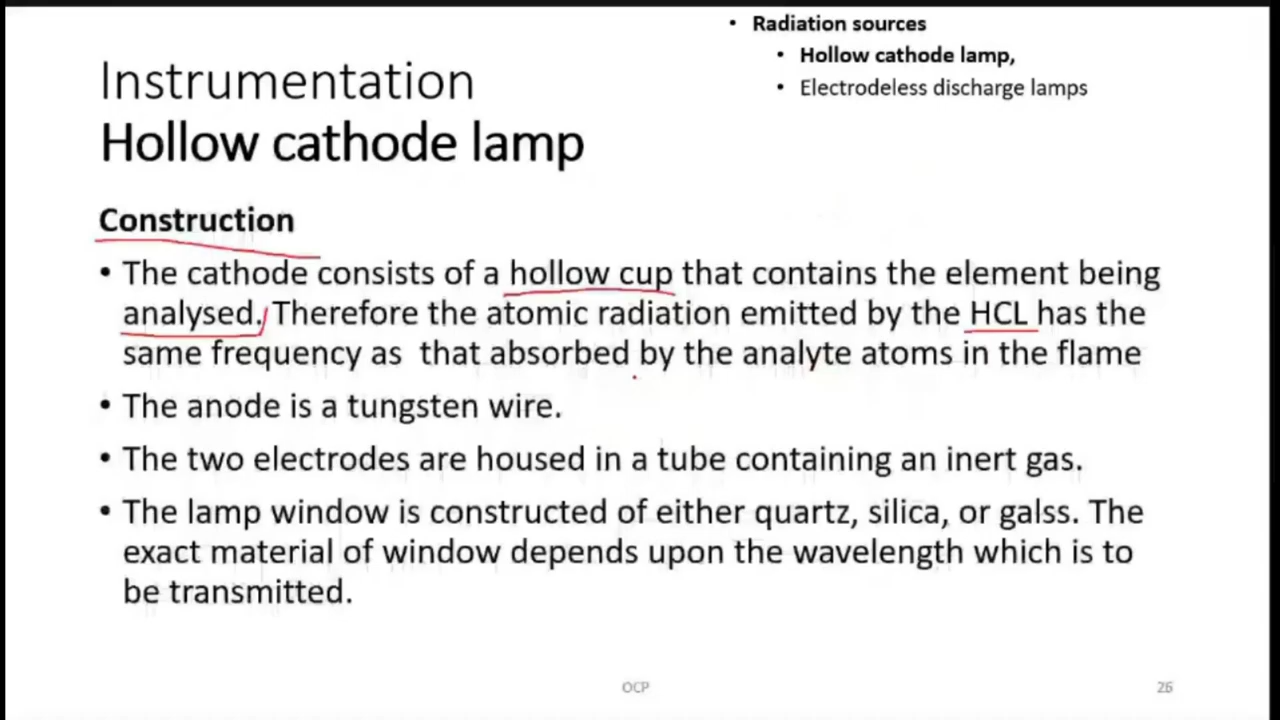 • Radiation sources
• Hollow cathode lamp,
• Electrodeless discharge lamps
Instrumentation
Hollow cathode lamp
Construction
• The cathode consists of a hollow cup that contains the element being
analysed. Therefore the atomic radiation emitted by the HCL has the
same frequency as that absorbed by the analyte atoms in the flame
• The anode is a tungsten wire.
• The two electrodes are housed in a tube containing an inert gas.
• The lamp window is constructed of either quartz, silica, or galss. The
exact material of window depends upon the wavelength which is to
be transmitted.
OCP
26